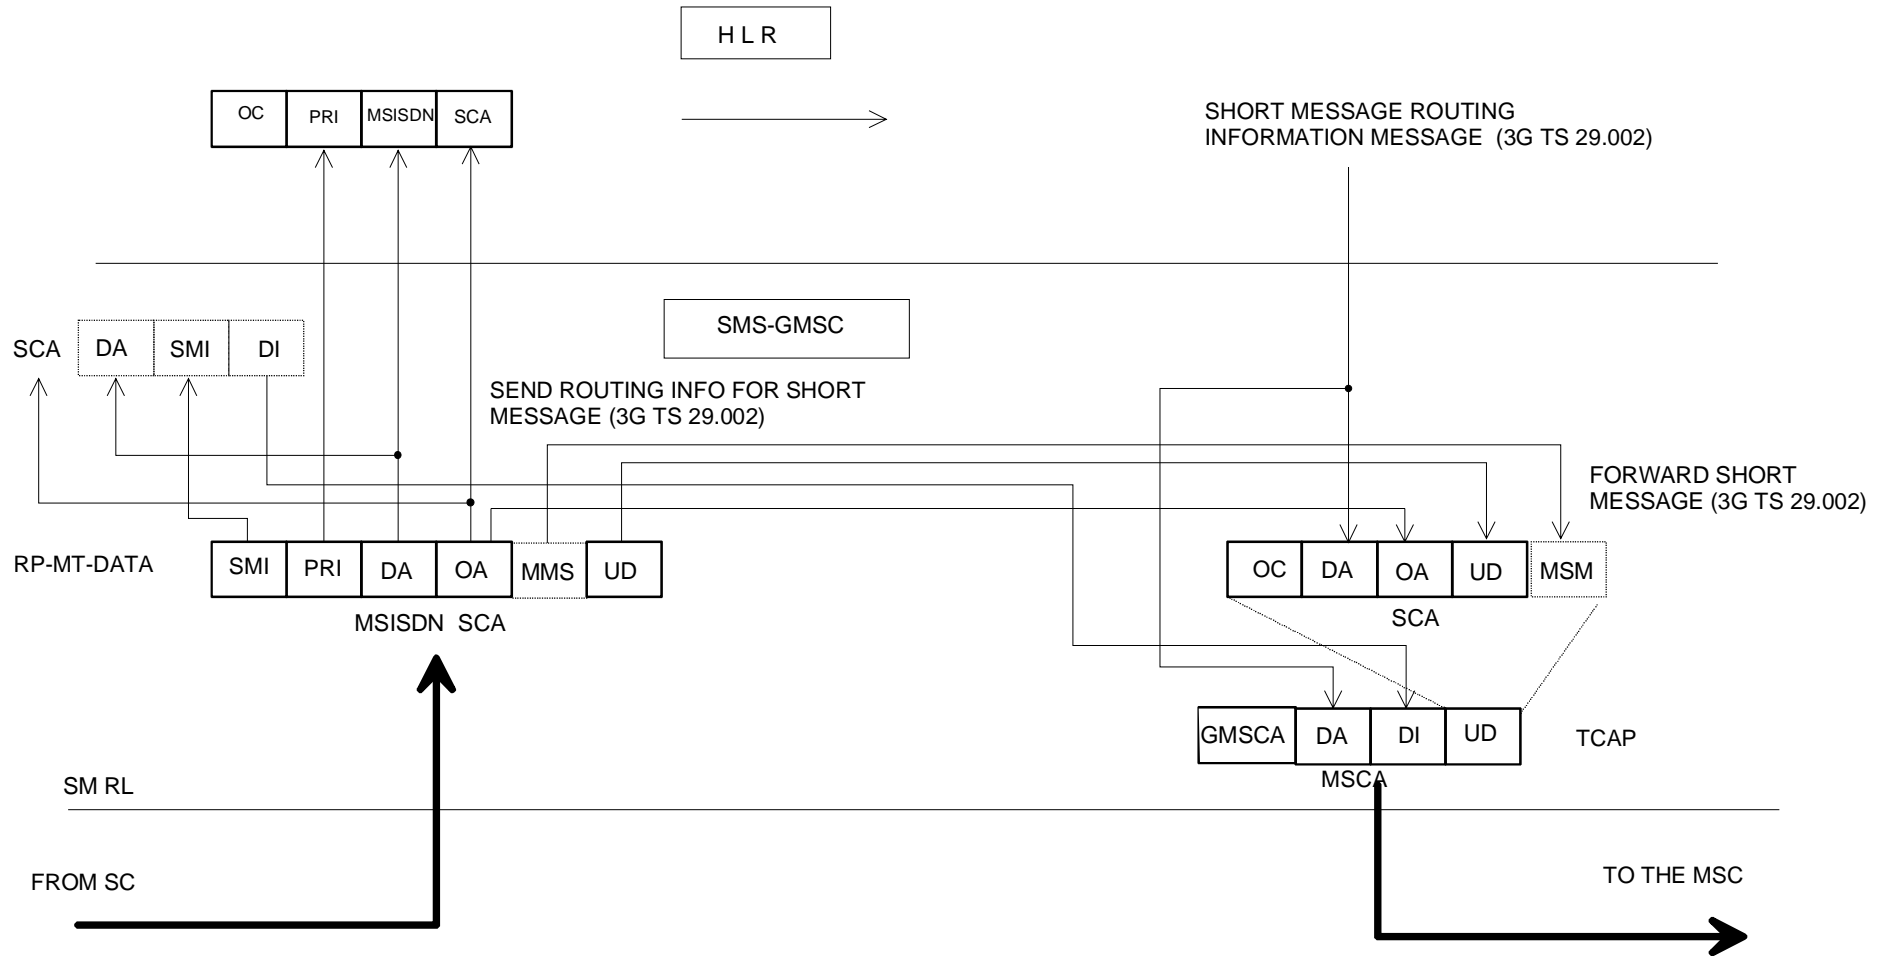 H L R
OC PRI MSISDN SCA
SHORT MESSAGE ROUTING
INFORMATION MESSAGE (3G TS 29.002)
SMS-GMSC
SCA DA SMI DI
SEND ROUTING INFO FOR SHORT
MESSAGE (3G TS 29.002)
FORWARD SHORT
MESSAGE (3G TS 29.002)
RP-MT-DATA SMI PRI DA OA MMS UD
OC DA OA UD MSM
MSISDN SCA
SCA
GMSCA DA DI UD TCAP
MSCA
SM RL
FROM SC
TO THE MSC